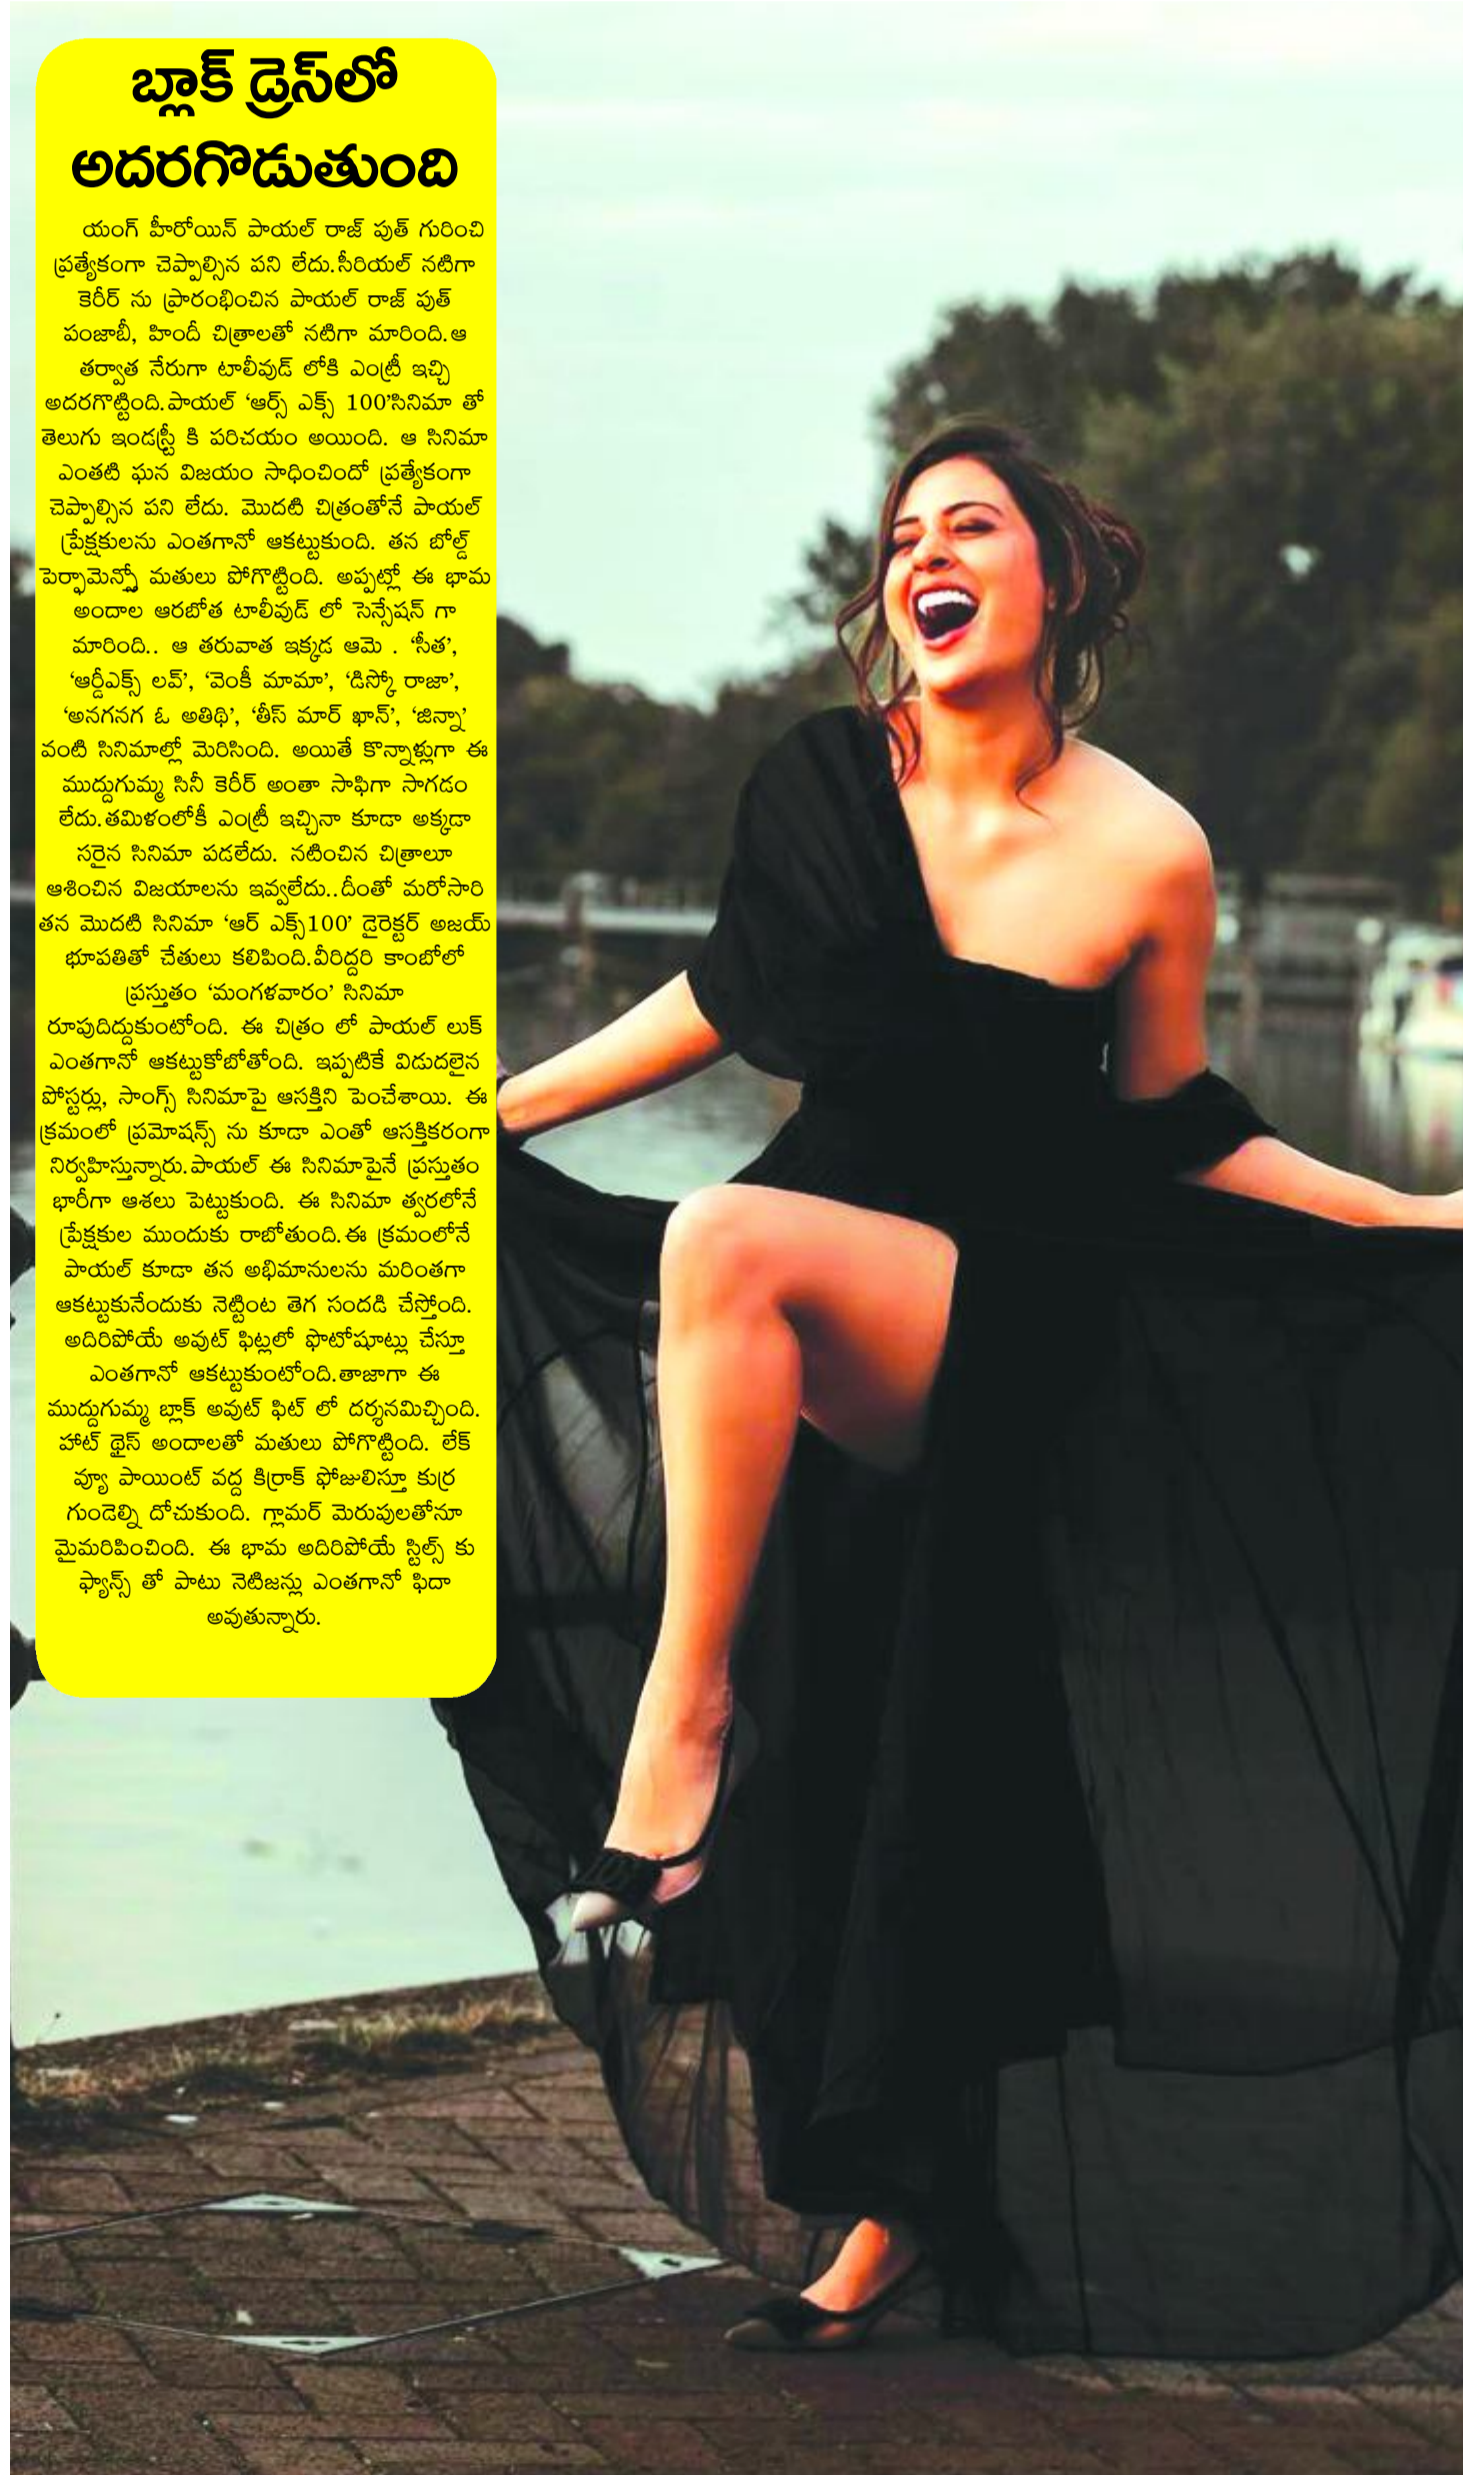 బ్లాక్ డ్రెస్‌లో
అదరగొడుతుంది
యంగ్ హీరోయిన్ పాయల్ రాజ్ పుత్ గురించి
ప్రత్యేకంగా చెప్పాల్సిన పని లేదు.సీరియల్ నటిగా
కెరీర్ ను ప్రారంభించిన పాయల్ రాజ్ పుత్
పంజాబీ, హిందీ చిత్రాలతో నటిగా మారింది.ఆ
తర్వాత నేరుగా టాలీవుడ్ లోకి ఎంట్రీ ఇచ్చి
అదరగొట్టింది.పాయల్ ‘ఆర్స్ ఎక్స్ 100’సినిమా తో
తెలుగు ఇండస్ట్రీ కి పరిచయం అయింది. ఆ సినిమా
ఎంతటి ఘన విజయం సాధించిందో ప్రత్యేకంగా
చెప్పాల్సిన పని లేదు. మొదటి చిత్రంతోనే పాయల్
ప్రేక్షకులను ఎంతగానో ఆకట్టుకుంది. తన బోల్డ్
పెర్ఫామెన్స్తో మతులు పోగొట్టింది. అప్పట్లో ఈ భామ
అందాల ఆరబోత టాలీవుడ్ లో సెన్సేషన్ గా
మారింది.. ఆ తరువాత ఇక్కడ ఆమె . ‘సీత’,
‘ఆర్డీఎక్స్ లవ్’, ‘వెంకీ మామా’, ‘డిస్కో రాజా’,
‘అనగనగ ఓ అతిథి’, ‘తీస్ మార్ ఖాన్’, ‘జిన్నా’
వంటి సినిమాల్లో మెరిసింది. అయితే కొన్నాళ్లుగా ఈ
ముద్దుగుమ్మ సినీ కెరీర్ అంతా సాఫిగా సాగడం
లేదు.తమిళంలోకీ ఎంట్రీ ఇచ్చినా కూడా అక్కడా
సరైన సినిమా పడలేదు. నటించిన చిత్రాలూ
ఆశించిన విజయాలను ఇవ్వలేదు..దీంతో మరోసారి
తన మొదటి సినిమా ‘ఆర్ ఎక్స్100’ డైరెక్టర్ అజయ్
భూపతితో చేతులు కలిపింది.వీరిద్దరి కాంబోలో
ప్రస్తుతం ‘మంగళవారం’ సినిమా
రూపుదిద్దుకుంటోంది. ఈ చిత్రం లో పాయల్ లుక్
ఎంతగానో ఆకట్టుకోబోతోంది. ఇప్పటికే విడుదలైన
పోస్టర్లు, సాంగ్స్ సినిమాపై ఆసక్తిని పెంచేశాయి. ఈ
క్రమంలో ప్రమోషన్స్ ను కూడా ఎంతో ఆసక్తికరంగా
నిర్వహిస్తున్నారు.పాయల్ ఈ సినిమాపైనే ప్రస్తుతం
భారీగా ఆశలు పెట్టుకుంది. ఈ సినిమా త్వరలోనే
ప్రేక్షకుల ముందుకు రాబోతుంది.ఈ క్రమంలోనే
పాయల్ కూడా తన అభిమానులను మరింతగా
ఆకట్టుకునేందుకు నెట్టింట తెగ సందడి చేస్తోంది.
అదిరిపోయే అవుట్ ఫిట్లలో ఫొటోషూట్లు చేస్తూ
ఎంతగానో ఆకట్టుకుంటోంది.తాజాగా ఈ
ముద్దుగుమ్మ బ్లాక్ అవుట్ ఫిట్ లో దర్శనమిచ్చింది.
హాట్ థైస్ అందాలతో మతులు పోగొట్టింది. లేక్
వ్యూ పాయింట్ వద్ద కిర్రాక్ ఫోజులిస్తూ కుర్ర
గుండెల్ని దోచుకుంది. గ్లామర్ మెరుపులతోనూ
మైమరిపించింది. ఈ భామ అదిరిపోయే స్టిల్స్ కు
ఫ్యాన్స్ తో పాటు నెటిజన్లు ఎంతగానో ఫిదా
అవుతున్నారు.